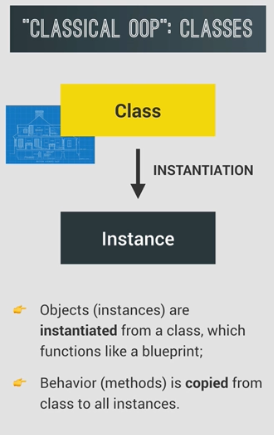 "CLASSICAL OOP": CLASSES
Class
INSTANTIATION
Instance
Objects (instances) are
instantiated from a class, which
functions like a blueprint;
Behavior (methods) is copied from
class to all instances.